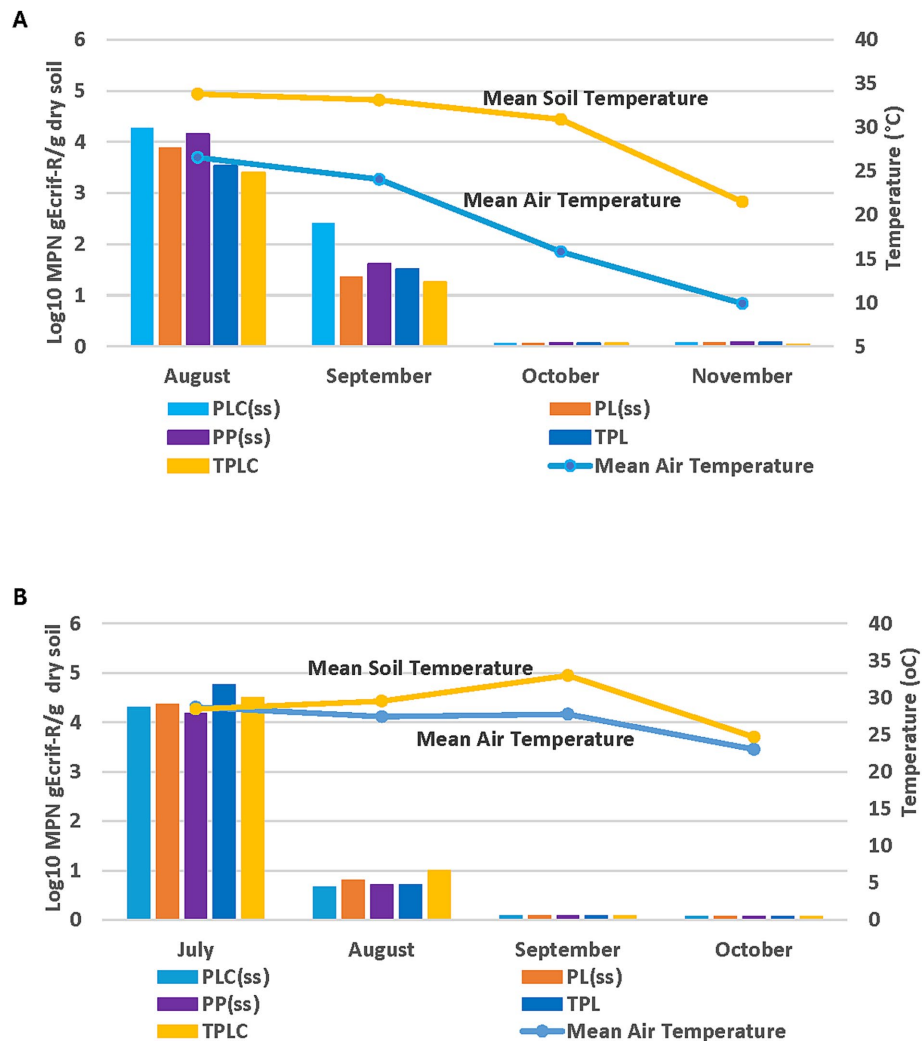 A
6
5
4
3
2
1
0
Log10 MPN gEcrif-R/g dry soil
40
35
30
25
20
15
10
5
Temperature (°C)
Mean Soil Temperature
Mean Air Temperature
August September October November
PLC(ss) PL(ss)
PP(ss) TPL
TPLC Mean Air Temperature
B
6
5
4
3
2
1
0
Log10 MPN gEcrif-R/g dry soil
40
35
30
25
20
15
10
5
0
Temperature (oC)
Mean Soil Temperature
Mean Air Temperature
July August September October
PLC(ss) PL(ss)
PP(ss) TPL
TPLC Mean Air Temperature